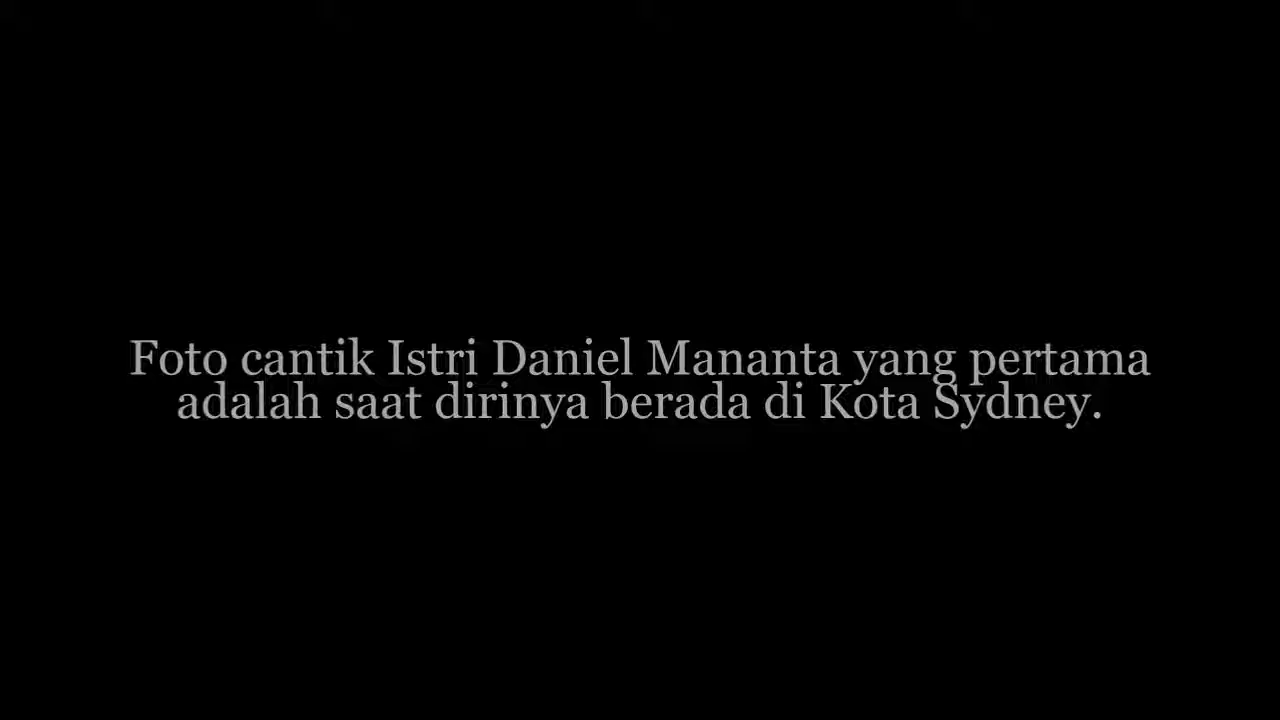 Foto cantik Istri Daniel Mananta yang pertama
adalah saat dirinya berada di Kota Sydney.